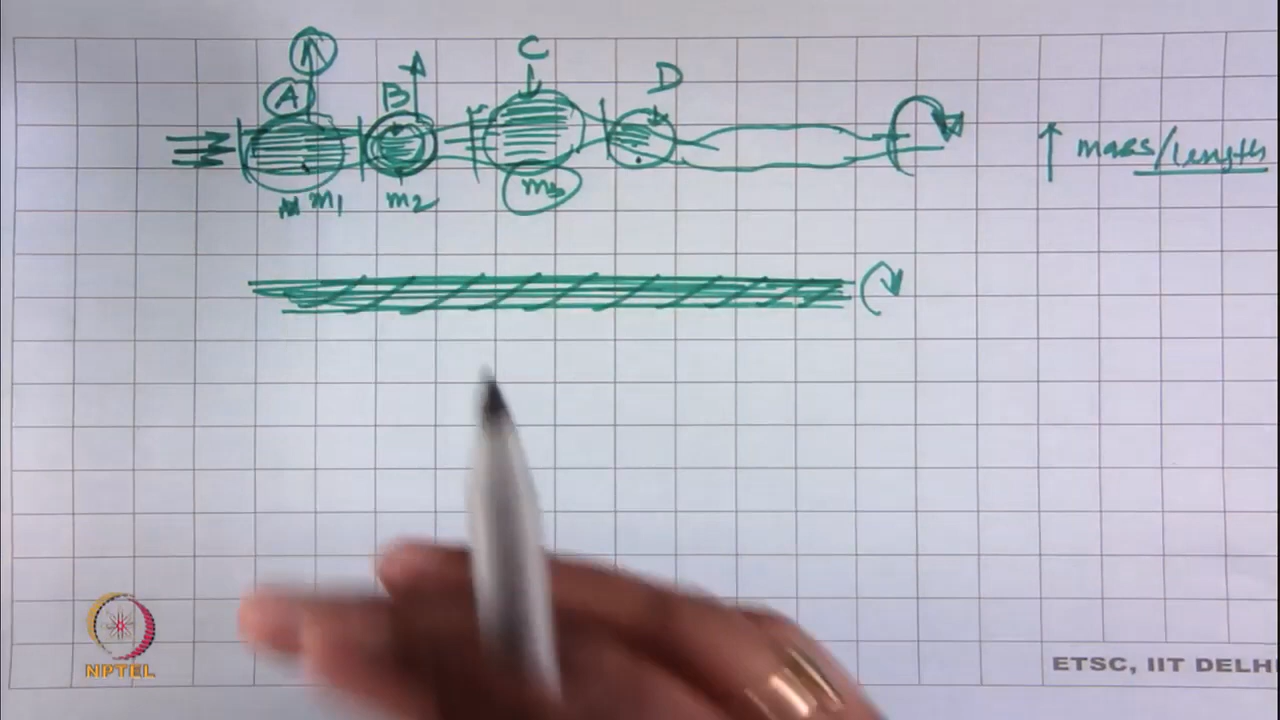 C
A B D
m1 m2 m3
↑ mass/length
NPTEL
ETSC, IIT DELHI